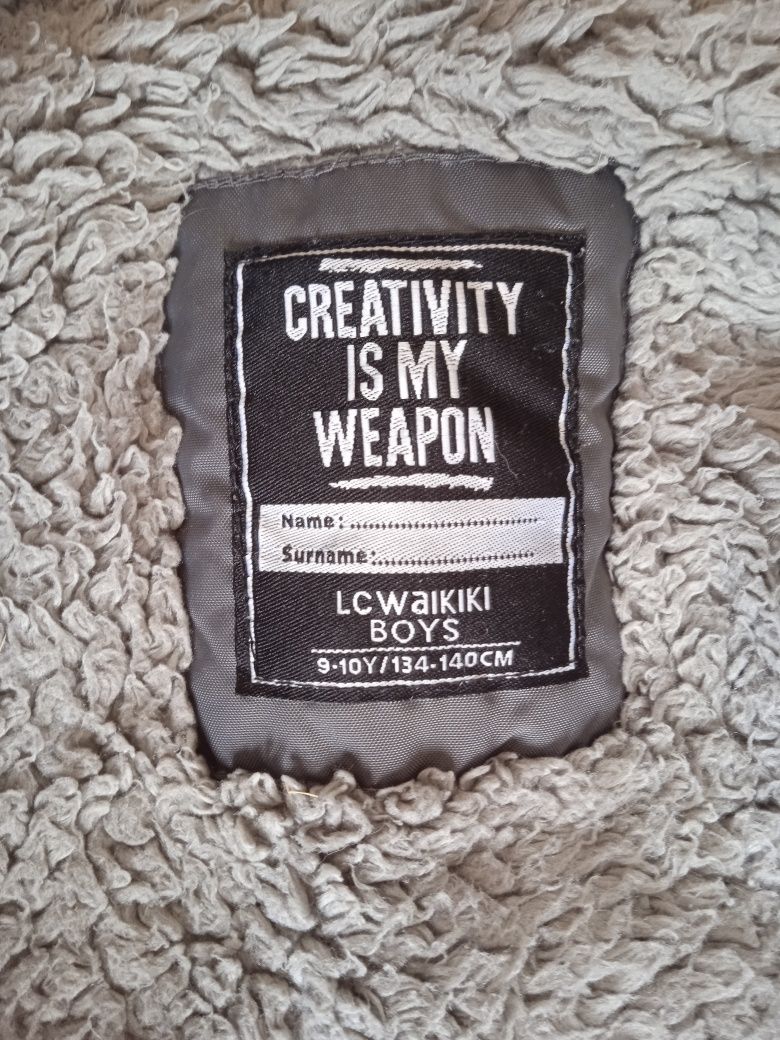 CREATIVITY
IS MY
WEAPON
Name: ..............................
Surname: ..........................
LCWaIKIKI
BOYS
9-10Y/134-140CM